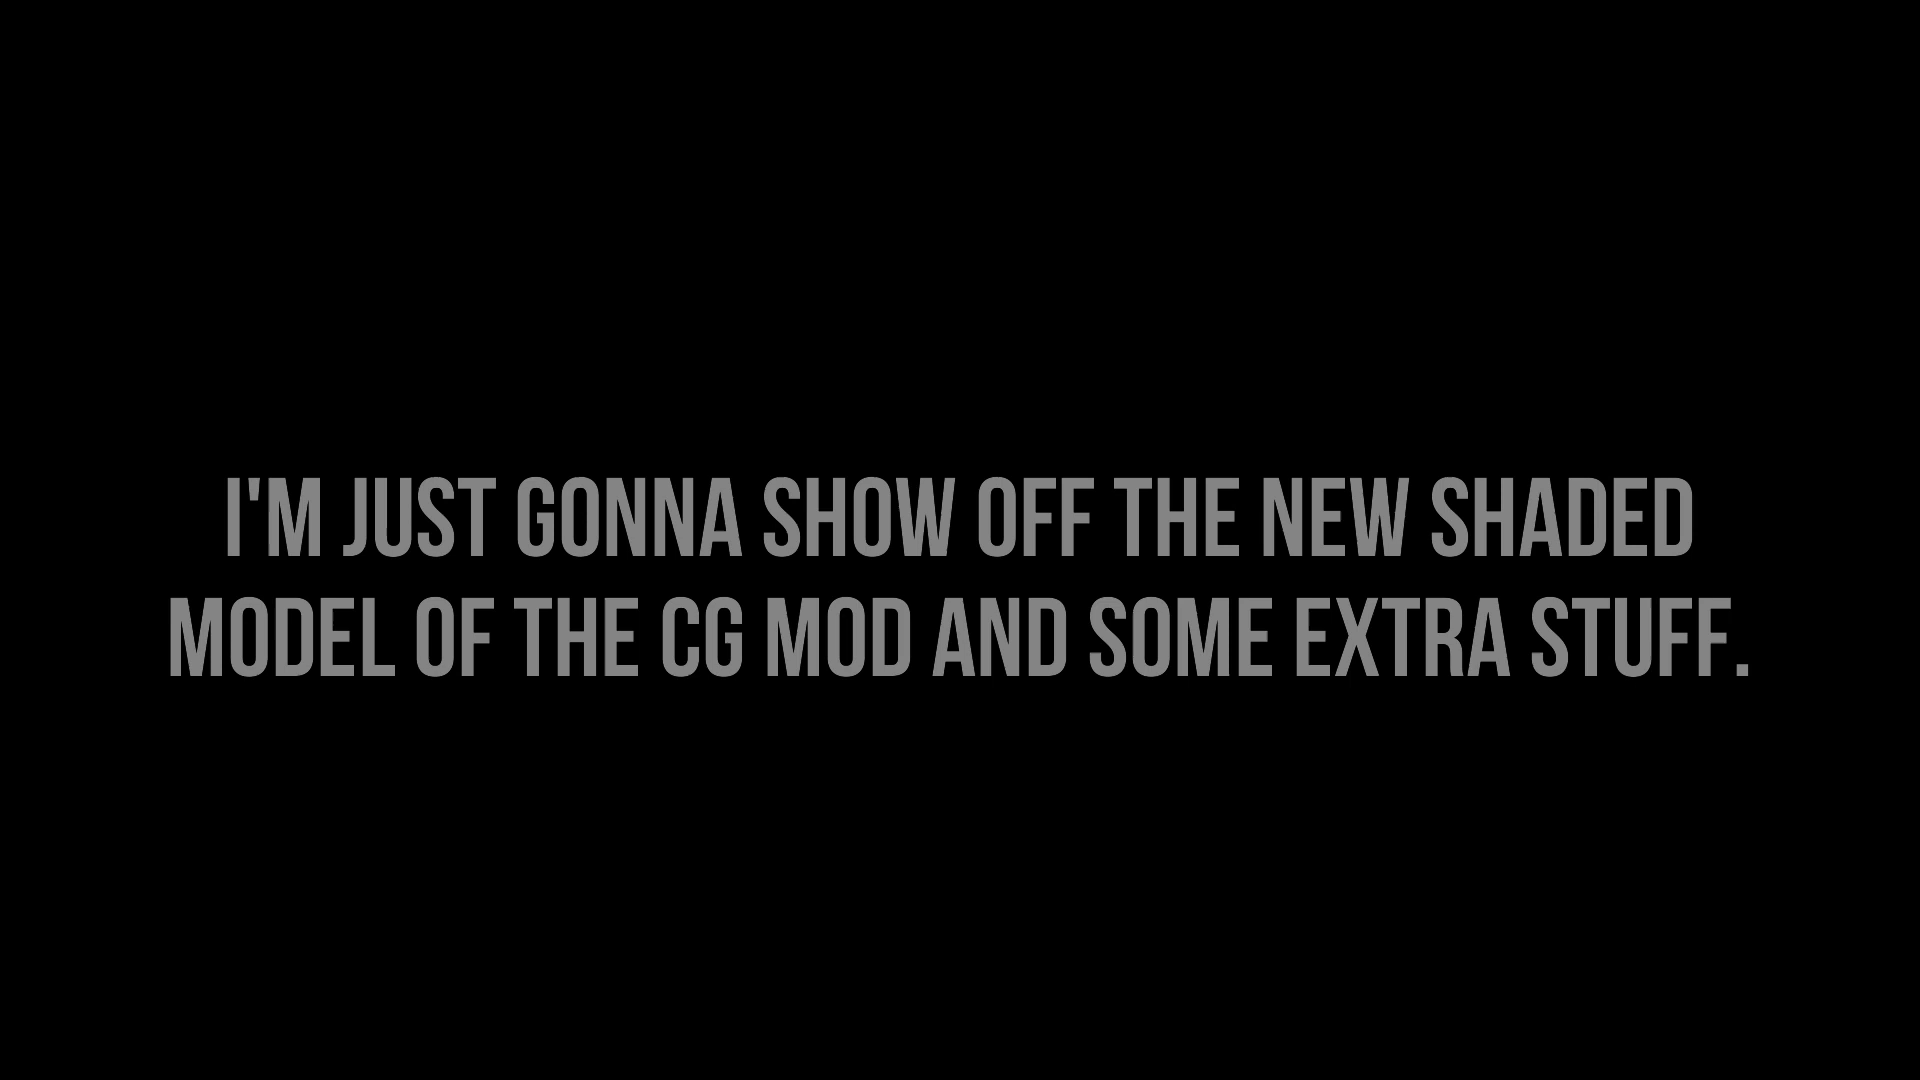 I'M JUST GONNA SHOW OFF THE NEW SHADED
MODEL OF THE CG MOD AND SOME EXTRA STUFF.